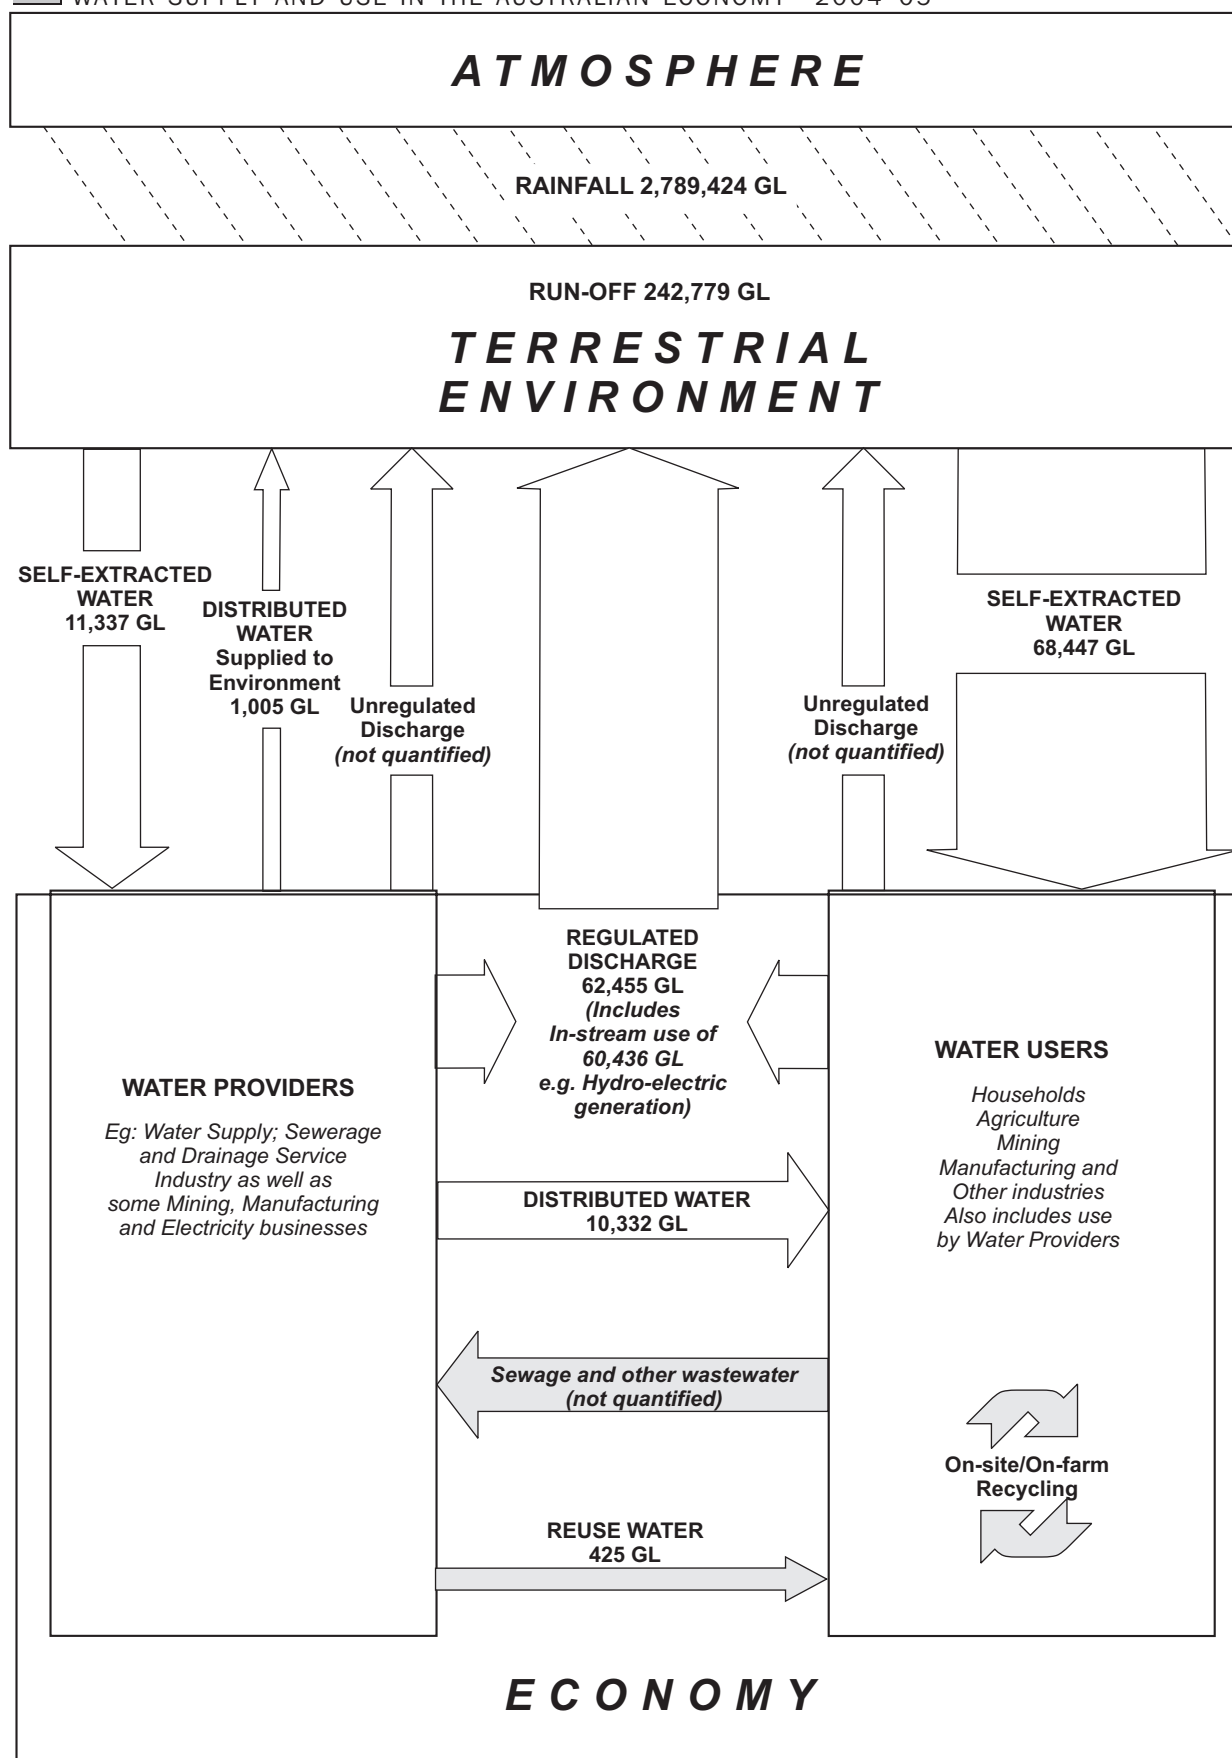 WATER SUPPLY AND USE IN THE AUSTRALIAN ECONOMY 2004-05
ATMOSPHERE
RAINFALL 2,789,424 GL
RUN-OFF 242,779 GL
TERRESTRIAL
ENVIRONMENT
SELF-EXTRACTED
WATER
11,337 GL
DISTRIBUTED
WATER
Supplied to
Environment
1,005 GL
Unregulated
Discharge
(not quantified)
Unregulated
Discharge
(not quantified)
SELF-EXTRACTED
WATER
68,447 GL
REGULATED
DISCHARGE
62,455 GL
(Includes
In-stream use of
60,436 GL
e.g. Hydro-electric
generation)
WATER PROVIDERS
Eg: Water Supply; Sewerage
and Drainage Service
Industry as well as
some Mining, Manufacturing
and Electricity businesses
WATER USERS
Households
Agriculture
Mining
Manufacturing and
Other industries
Also includes use
by Water Providers
DISTRIBUTED WATER
10,332 GL
Sewage and other wastewater
(not quantified)
On-site/On-farm
Recycling
REUSE WATER
425 GL
ECONOMY